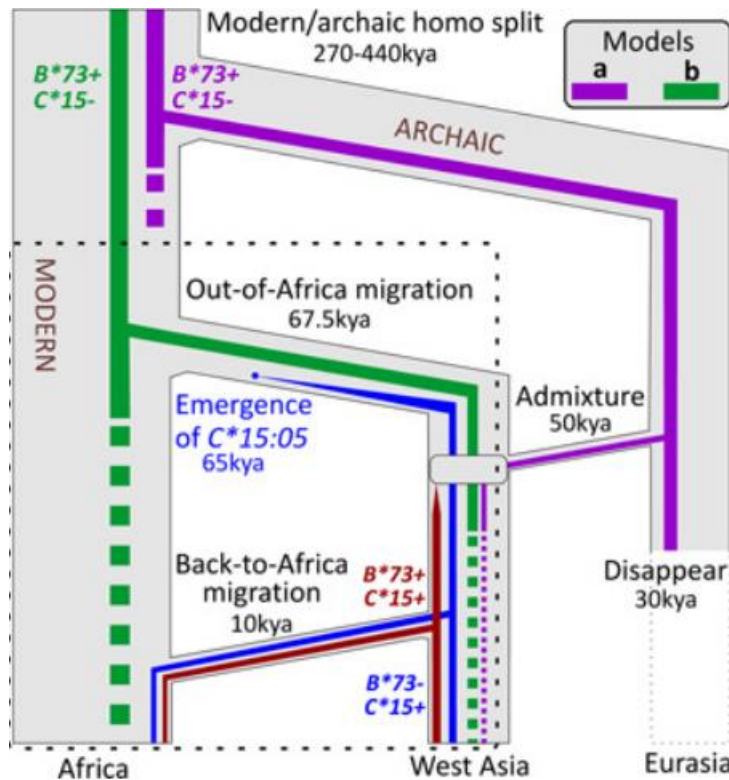 Modern/archaic homo split
270-440kya
Models
a b
B*73+
C*15-
B*73+
C*15-
ARCHAIC
MODERN
Out-of-Africa migration
67.5kya
Emergence
of C*15:05
65kya
Admixture
50kya
Back-to-Africa
migration
10kya
B*73+
C*15+
Disappear
30kya
B*73-
C*15+
Africa
West Asia
Eurasia